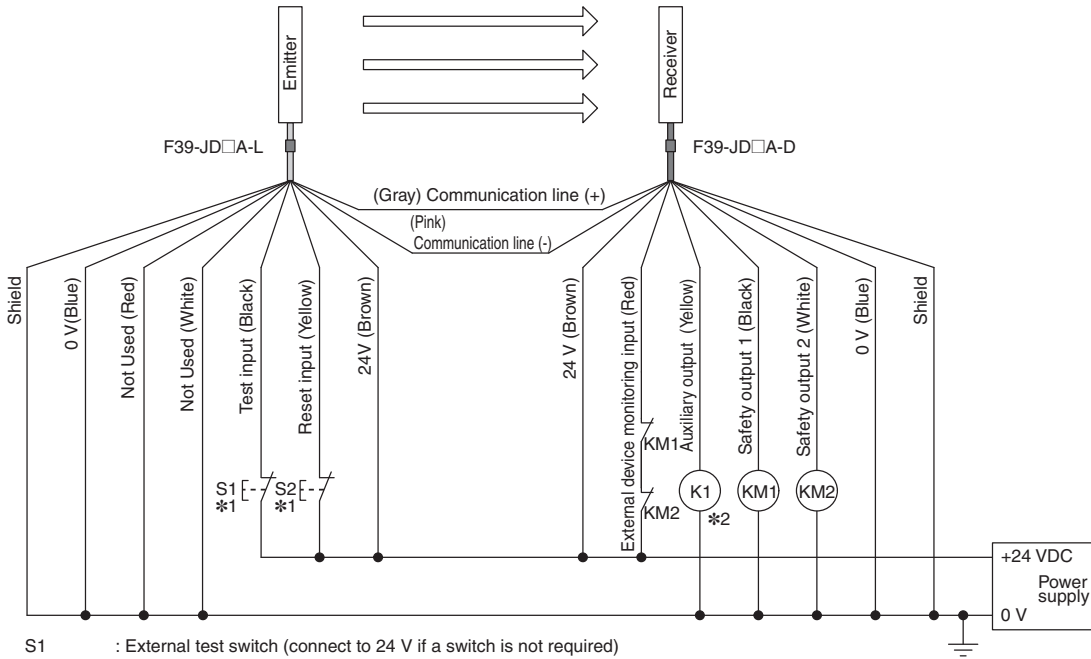 Emitter
Receiver
F39-JD□A-L
F39-JD□A-D
(Gray) Communication line (+)
(Pink)
Communication line (-)
Shield
0 V(Blue)
Not Used (Red)
Not Used (White)
Test input (Black)
Reset input (Yellow)
24V (Brown)
24 V (Brown)
External device monitoring input (Red)
Auxiliary output (Yellow)
Safety output 1 (Black)
Safety output 2 (White)
0 V (Blue)
Shield
KM1
S1
*1
S2
*1
KM2
K1
*2
KM1
KM2
+24 VDC
Power
supply
0 V
S1 : External test switch (connect to 24 V if a switch is not required)